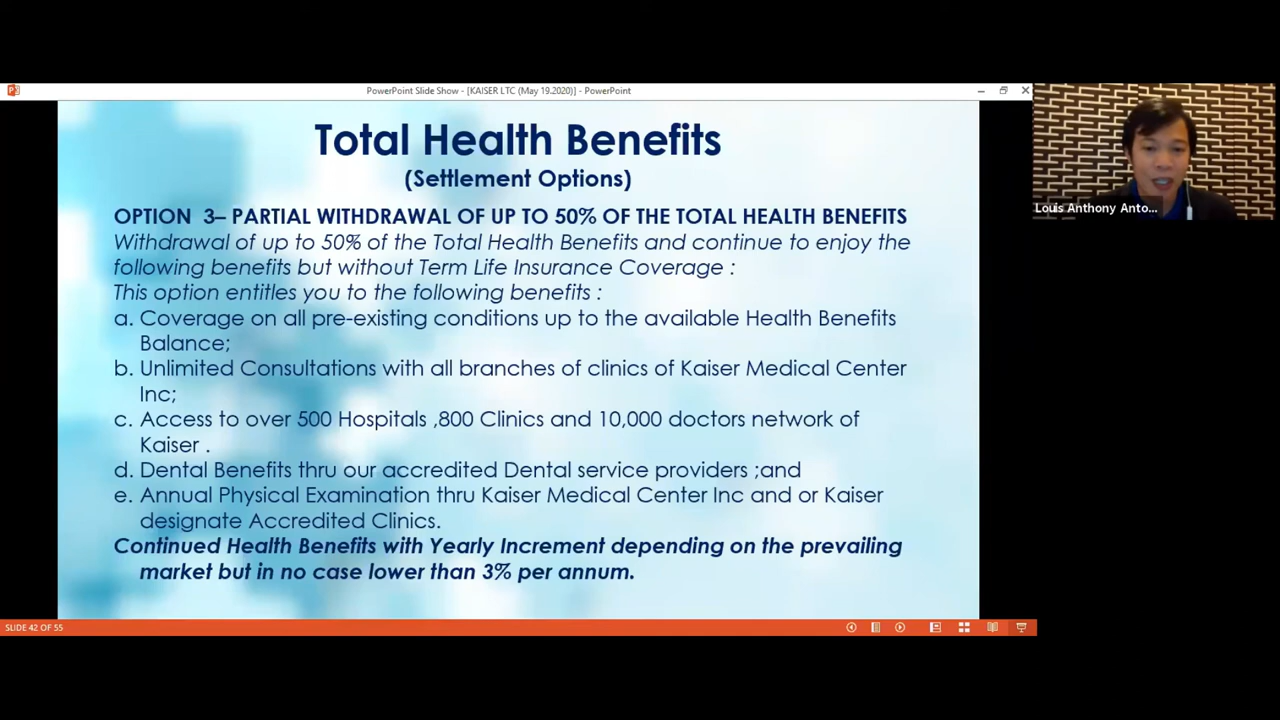 PowerPoint Slide Show - [KAISER LTC (May 19.2020)] - PowerPoint
Total Health Benefits
(Settlement Options)
OPTION 3– PARTIAL WITHDRAWAL OF UP TO 50% OF THE TOTAL HEALTH BENEFITS
Withdrawal of up to 50% of the Total Health Benefits and continue to enjoy the
following benefits but without Term Life Insurance Coverage :
This option entitles you to the following benefits :
a. Coverage on all pre-existing conditions up to the available Health Benefits
Balance;
b. Unlimited Consultations with all branches of clinics of Kaiser Medical Center
Inc;
c. Access to over 500 Hospitals ,800 Clinics and 10,000 doctors network of
Kaiser .
d. Dental Benefits thru our accredited Dental service providers ;and
e. Annual Physical Examination thru Kaiser Medical Center Inc and or Kaiser
designate Accredited Clinics.
Continued Health Benefits with Yearly Increment depending on the prevailing
market but in no case lower than 3% per annum.
SLIDE 42 OF 55
Louis Anthony Anto...